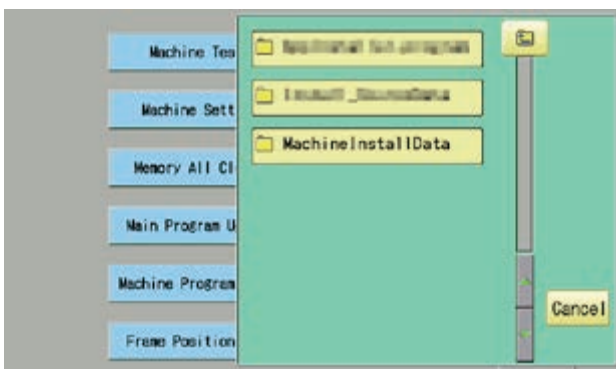 Machine Tes
Machine Sett
Memory All Cl
Main Program U
Machine Program
Frame Position
MachineInstallData
Cancel